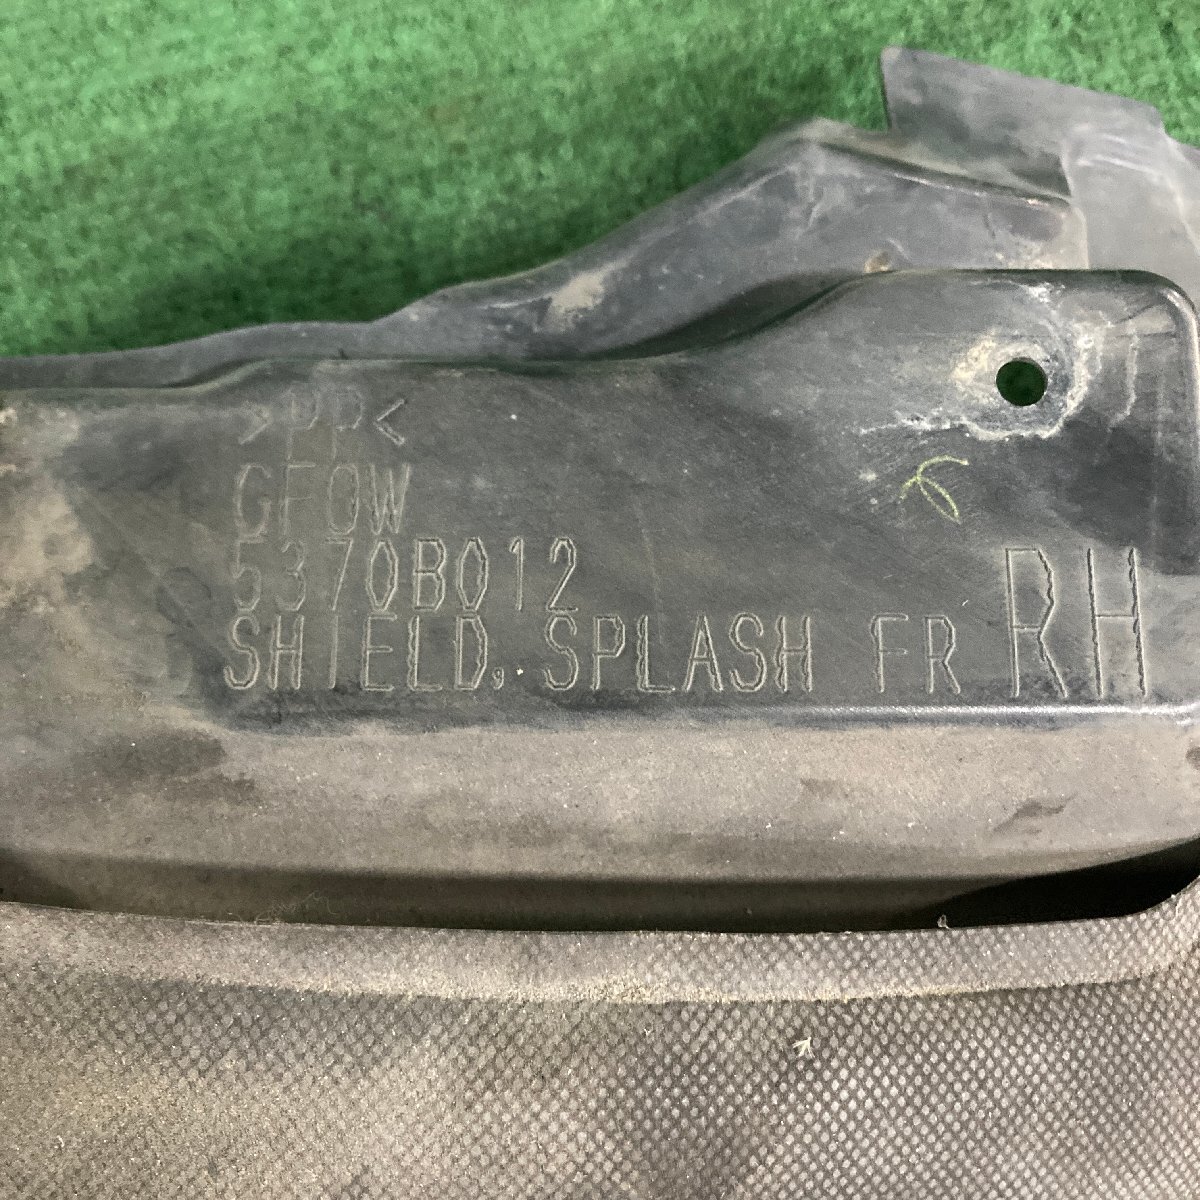 >PP<
GF0W
5370B012
SHIELD, SPLASH FR RH